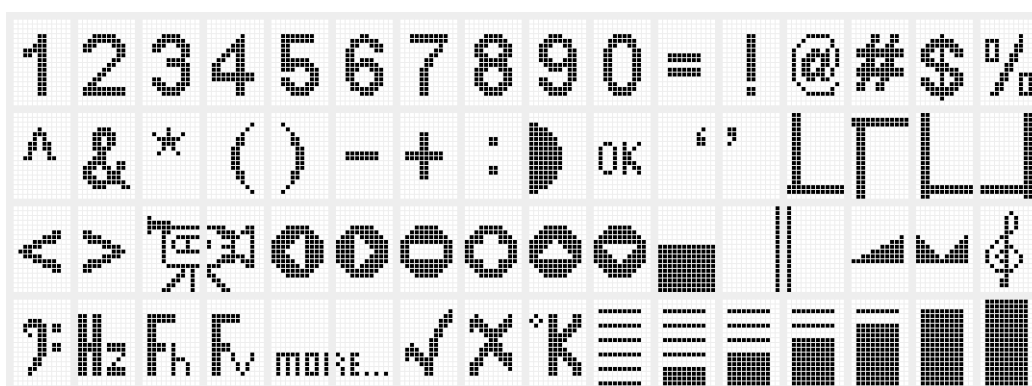 1 2 3 4 5 6 7 8 9 0 = ! @ # $ %
^ & * ( ) - + : OK ‘ ’
< >
Hz Fh Fv more... √ X °K